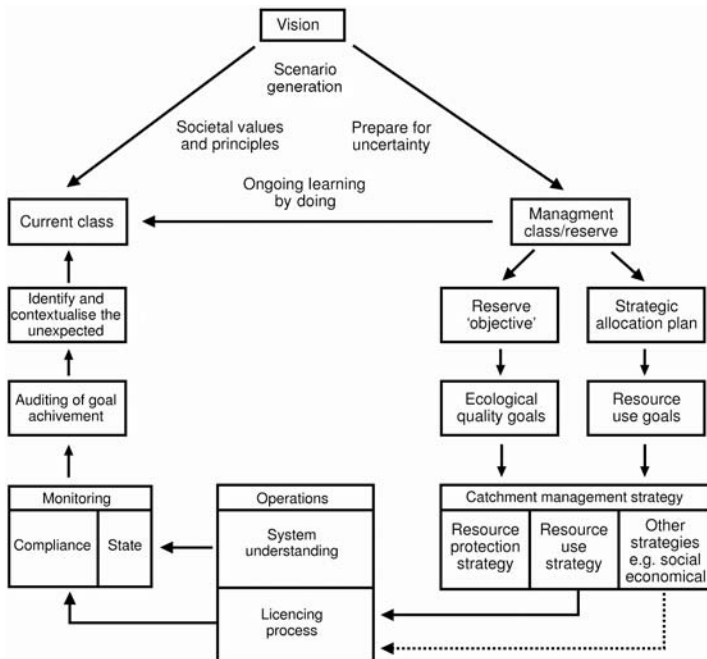 Vision
Scenario
generation
Societal values
and principles
Prepare for
uncertainty
Ongoing learning
by doing
Current class
Managment
class/reserve
Identify and
contextualise the
unexpected
Reserve
‘objective’
Strategic
allocation plan
Auditing of goal
achivement
Ecological
quality goals
Resource
use goals
Monitoring
Compliance
State
Operations
System
understanding
Licencing
process
Catchment management strategy
Resource
protection
strategy
Resource
use
strategy
Other
strategies
e.g. social
economical